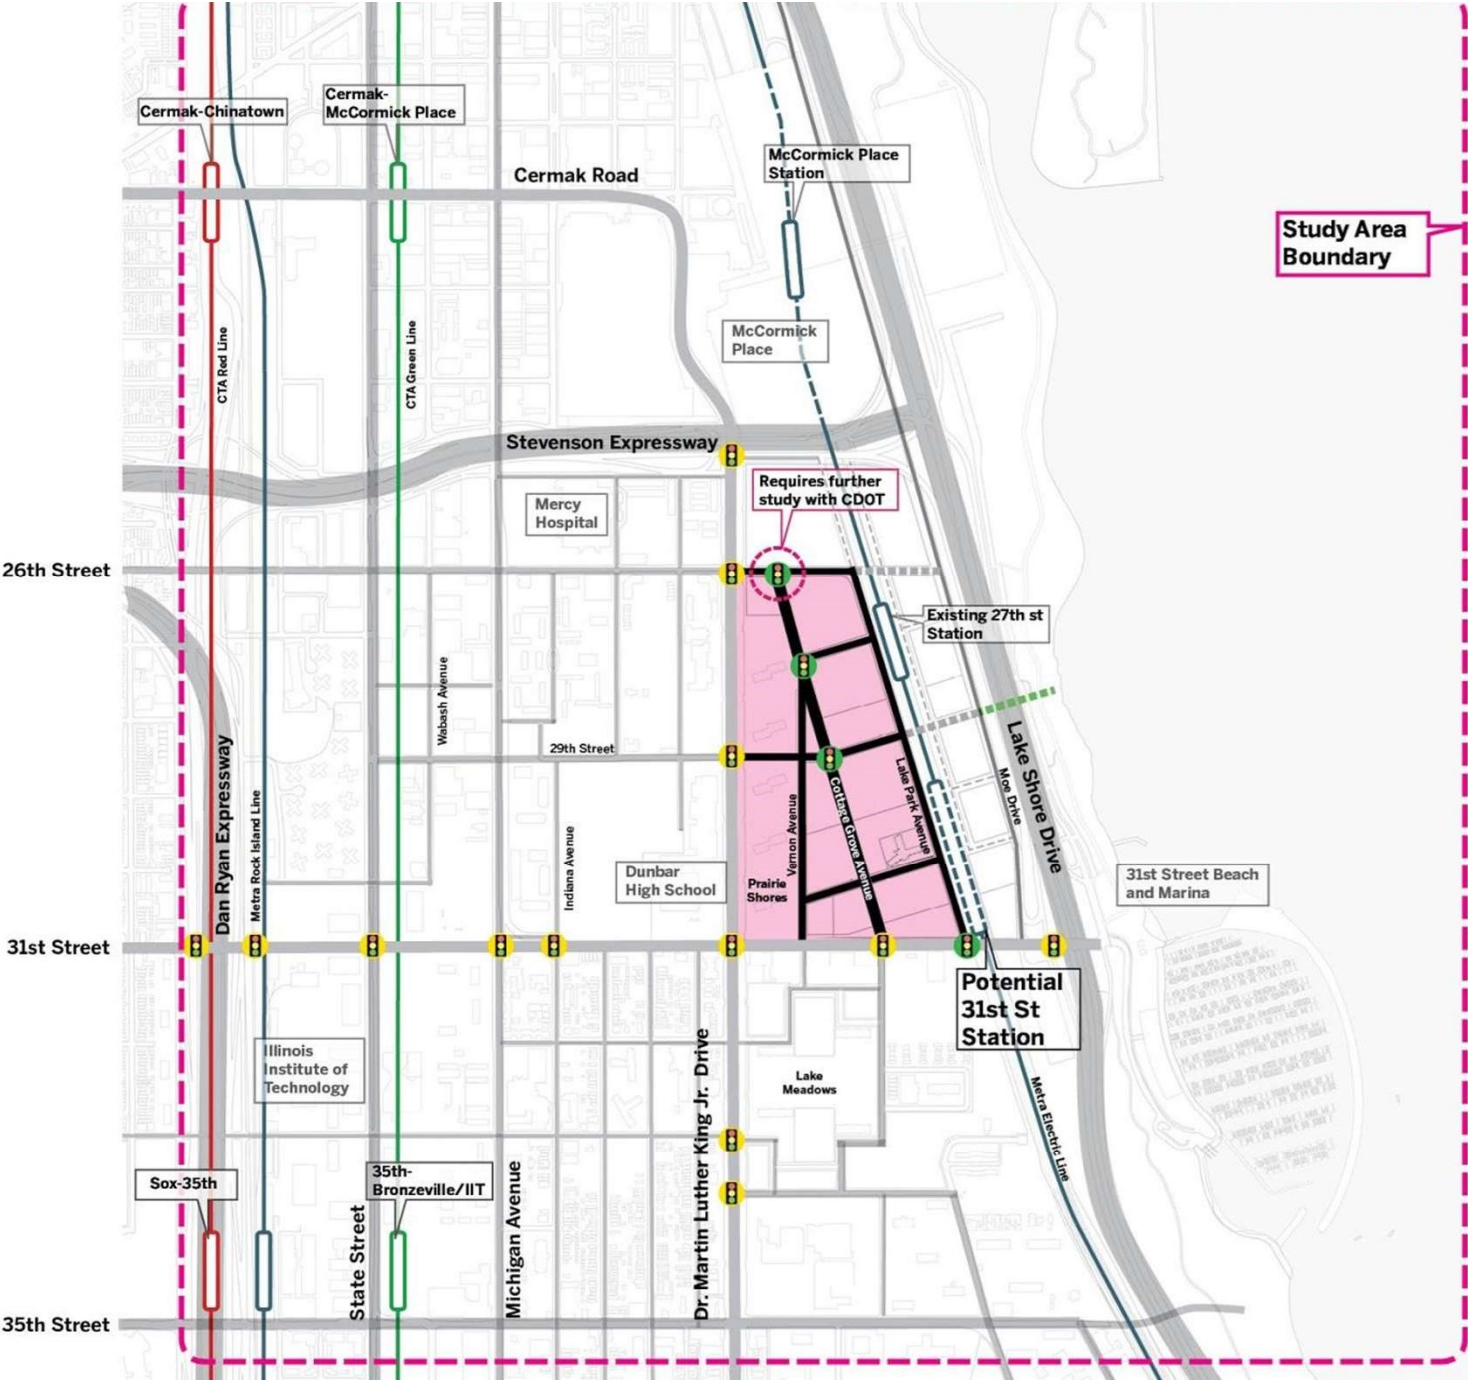 Cermak-Chinatown
Cermak-
McCormick Place
Cermak Road
McCormick Place
Station
Study Area
Boundary
McCormick
Place
CTA Red Line
CTA Green Line
Stevenson Expressway
Requires further
study with CDOT
Mercy
Hospital
26th Street
Existing 27th st
Station
Wabash Avenue
29th Street
Lake Shore Drive
Moe Drive
Lake Park Avenue
Cottage Grove Avenue
Vernon Avenue
Dan Ryan Expressway
Metra Rock Island Line
Indiana Avenue
Dunbar
High School
Prairie
Shores
31st Street Beach
and Marina
31st Street
Potential
31st St
Station
Illinois
Institute of
Technology
Lake
Meadows
Metra Electric Line
Dr. Martin Luther King Jr. Drive
Sox-35th
35th-
Bronzeville/IIT
State Street
Michigan Avenue
35th Street